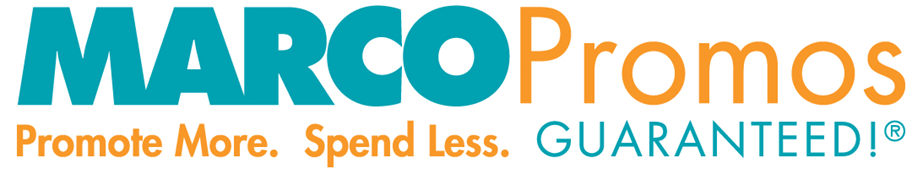 MARCOPromos
Promote More. Spend Less. GUARANTEED!®